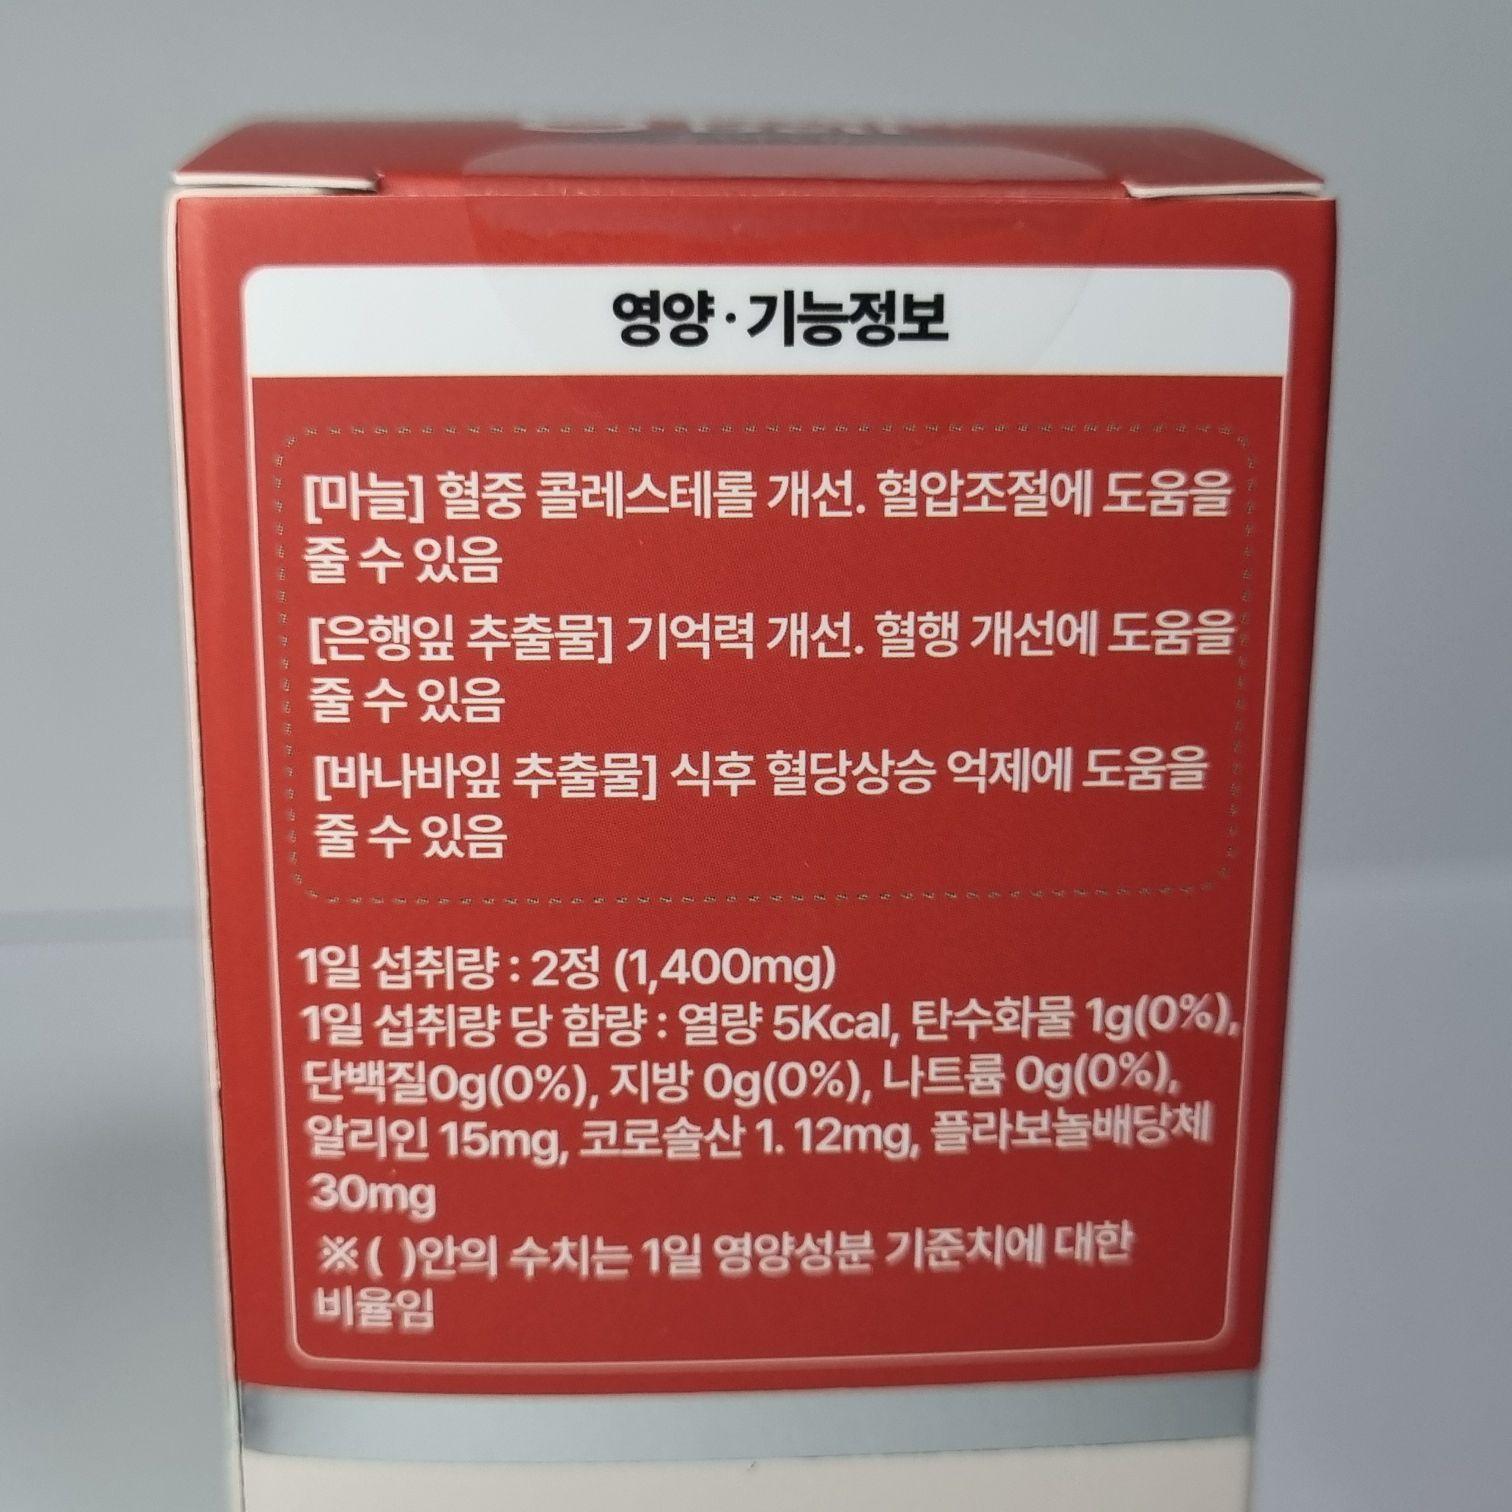 영양·기능정보
[마늘] 혈중 콜레스테롤 개선. 혈압조절에 도움을
줄 수 있음
[은행잎 추출물] 기억력 개선. 혈행 개선에 도움을
줄 수 있음
[바나바잎 추출물] 식후 혈당상승 억제에 도움을
줄 수 있음
1일 섭취량 : 2정 (1,400mg)
1일 섭취량 당 함량 : 열량 5Kcal, 탄수화물 1g(0%),
단백질0g(0%), 지방 0g(0%), 나트륨 0g(0%),
알리인 15mg, 코로솔산 1. 12mg, 플라보놀배당체
30mg
※( )안의 수치는 1일 영양성분 기준치에 대한
비율임